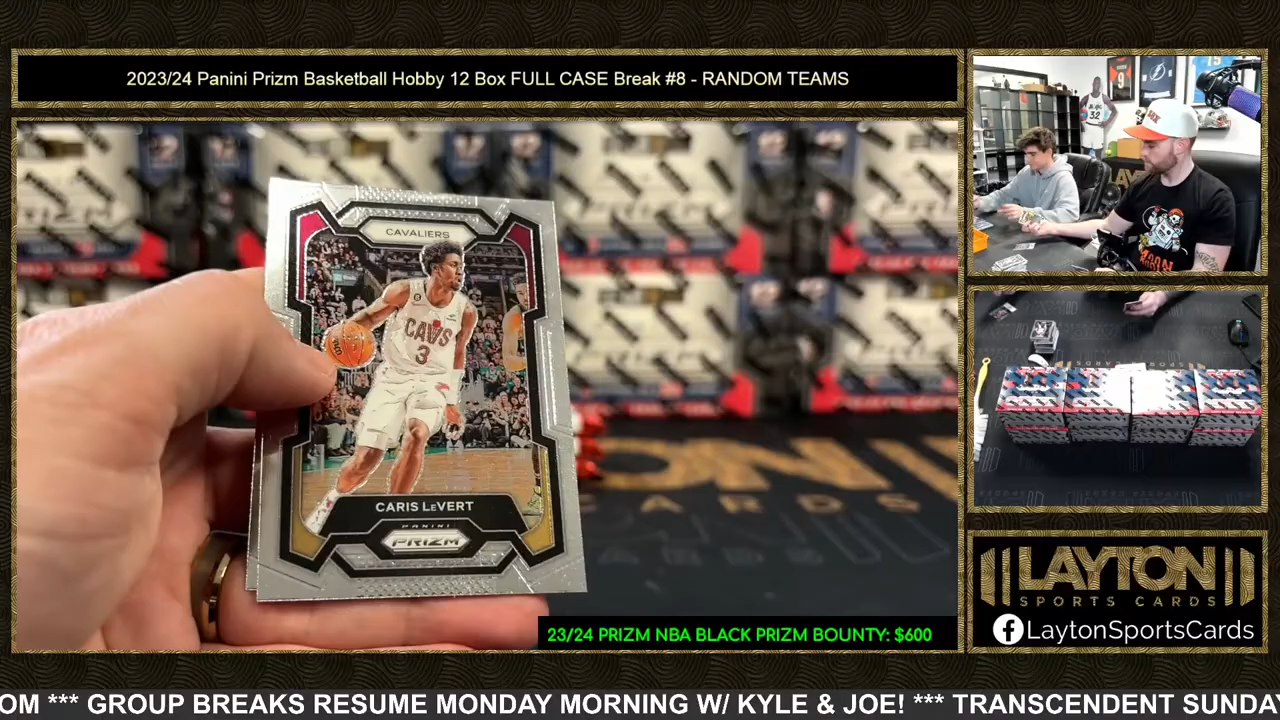 2023/24 Panini Prizm Basketball Hobby 12 Box FULL CASE Break #8 - RANDOM TEAMS
CAVALIERS
CAVS
3
CARIS LeVERT
PANINI
PRIZM
23/24 PRIZM NBA BLACK PRIZM BOUNTY: $600
LAYTON
SPORTS CARDS
LaytonSportsCards
OM *** GROUP BREAKS RESUME MONDAY MORNING W/ KYLE & JOE! *** TRANSCENDENT SUNDA